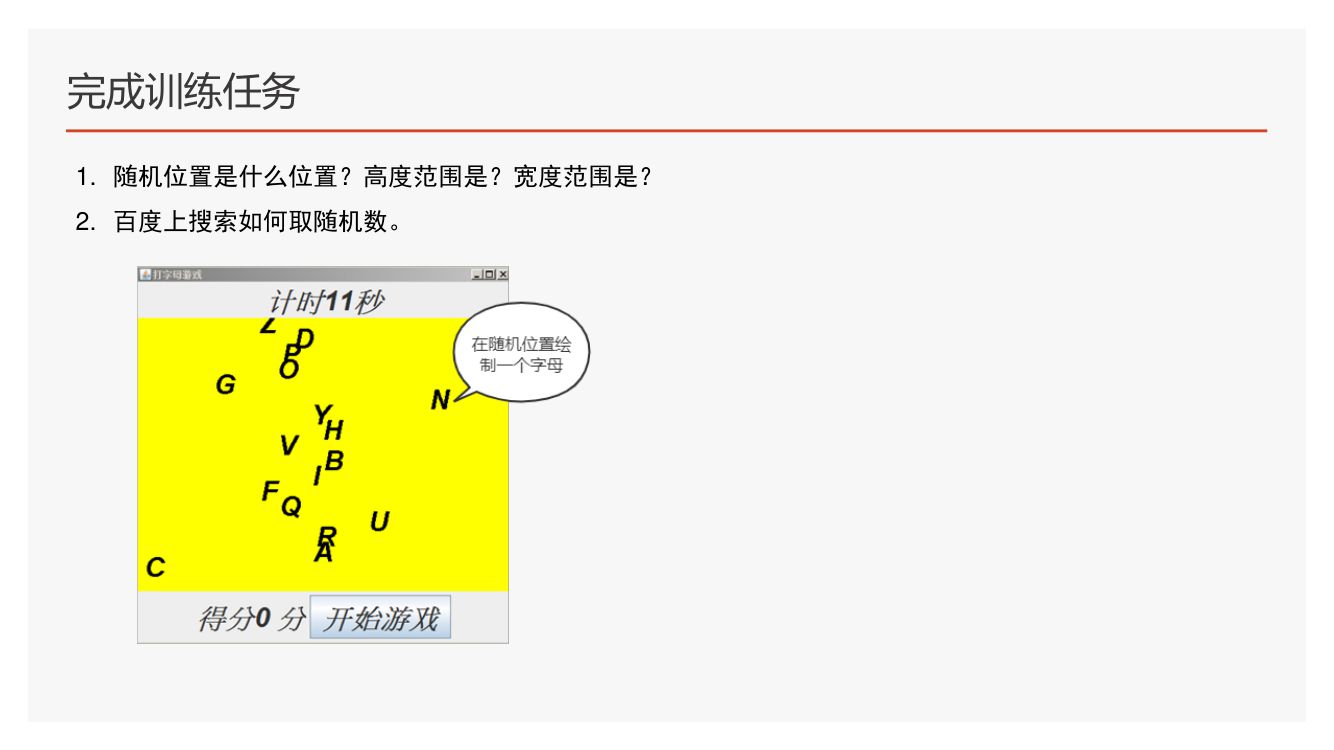 完成训练任务
1. 随机位置是什么位置？高度范围是？宽度范围是？
2. 百度上搜索如何取随机数。
打字母游戏
计时11秒
Z
D
P
O
G
N
在随机位置绘
制一个字母
Y
H
V
B
I
F
Q
U
R
A
C
得分0 分 开始游戏